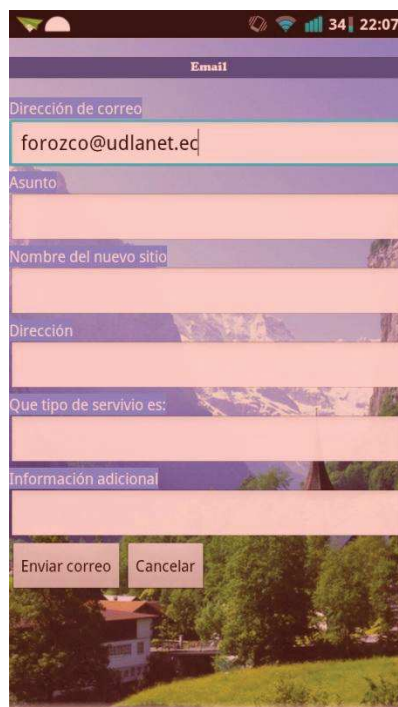 34 22:07
Email
Dirección de correo
forozco@udlanet.ec
Asunto
Nombre del nuevo sitio
Dirección
Que tipo de servivio es:
Información adicional
Enviar correo Cancelar